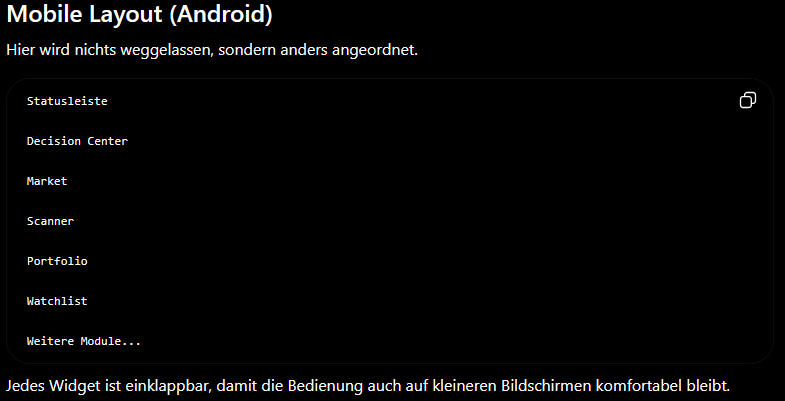 Mobile Layout (Android)
Hier wird nichts weggelassen, sondern anders angeordnet.
Statusleiste
Decision Center
Market
Scanner
Portfolio
Watchlist
Weitere Module...
Jedes Widget ist einklappbar, damit die Bedienung auch auf kleineren Bildschirmen komfortabel bleibt.